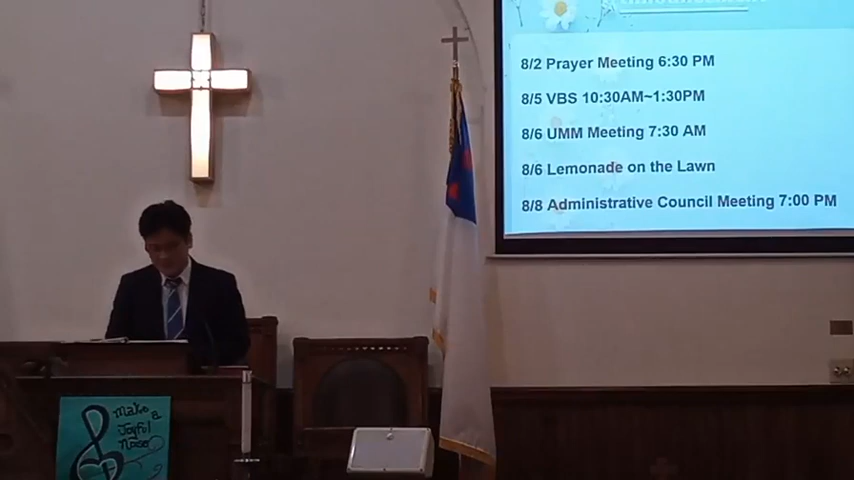 8/2 Prayer Meeting 6:30 PM
8/5 VBS 10:30AM~1:30PM
8/6 UMM Meeting 7:30 AM
8/6 Lemonade on the Lawn
8/8 Administrative Council Meeting 7:00 PM
Make a
Joyful
Noise